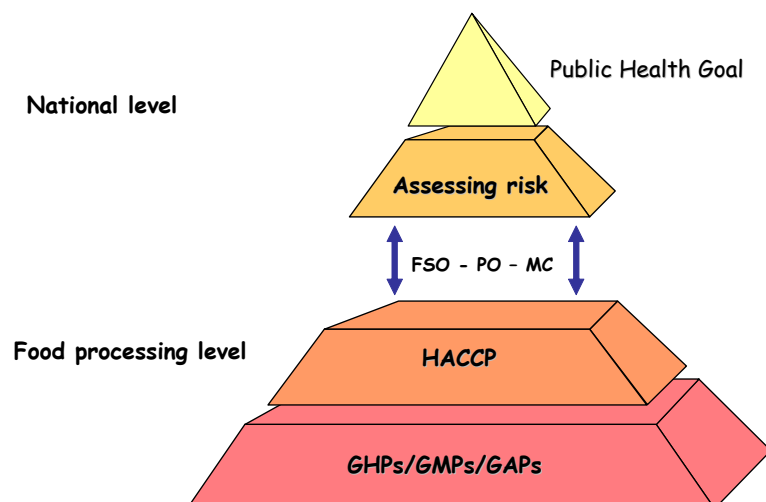 Public Health Goal
National level
Assessing risk
FSO - PO - MC
Food processing level
HACCP
GHPs/GMPs/GAPs